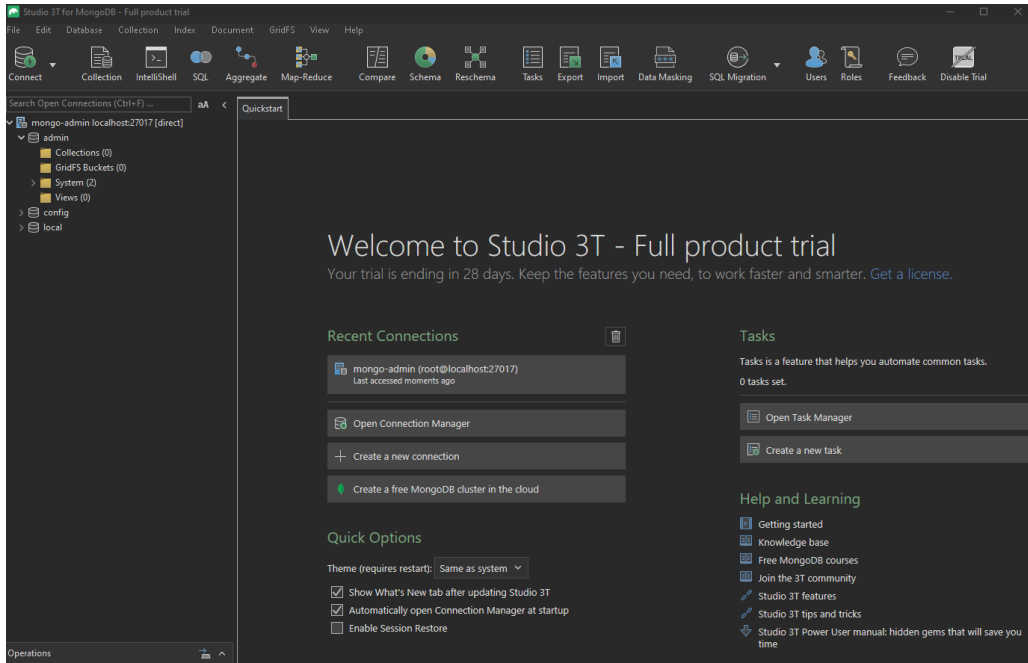 Studio 3T for MongoDB - Full product trial
File Edit Database Collection Index Document GridFS View Help
Connect Collection IntelliShell SQL Aggregate Map-Reduce Compare Schema Reschema Tasks Export Import Data Masking SQL Migration Users Roles Feedback Disable Trial
TRIAL
Search Open Connections (Ctrl+F) ... aA
Quickstart
mongo-admin localhost:27017 [direct]
admin
Collections (0)
GridFS Buckets (0)
System (2)
Views (0)
config
local
Welcome to Studio 3T - Full product trial
Your trial is ending in 28 days. Keep the features you need, to work faster and smarter. Get a license.
Recent Connections
mongo-admin (root@localhost:27017)
Last accessed moments ago
Open Connection Manager
Create a new connection
Create a free MongoDB cluster in the cloud
Quick Options
Theme (requires restart): Same as system
Show What's New tab after updating Studio 3T
Automatically open Connection Manager at startup
Enable Session Restore
Tasks
Tasks is a feature that helps you automate common tasks.
0 tasks set.
Open Task Manager
Create a new task
Help and Learning
Getting started
Knowledge base
Free MongoDB courses
Join the 3T community
Studio 3T features
Studio 3T tips and tricks
Studio 3T Power User manual: hidden gems that will save you
time
Operations